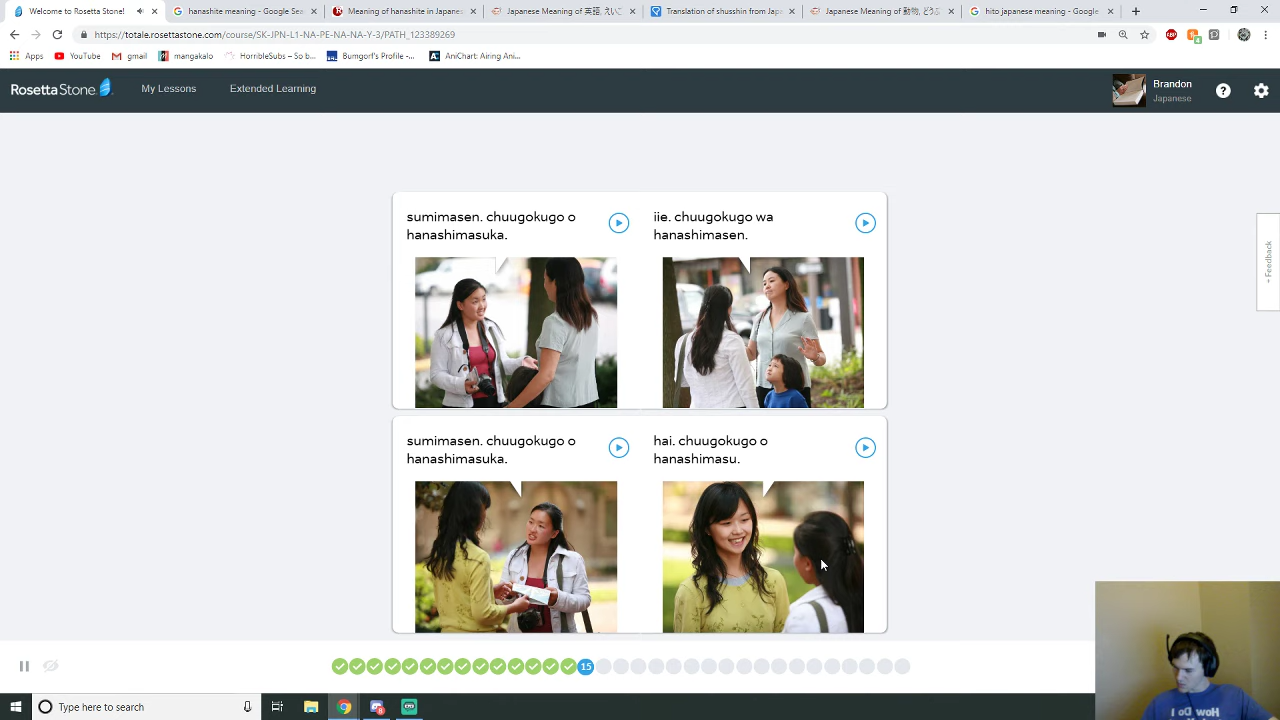 Welcome to Rosetta Stone!
hanashite meaning - Google Sea
Meaning of hanashite in Japanes
Japanese Meaning of 英語, えいご
Translation of shusshin from Jap
Japanese Meaning of 動物, どうぶ
hito japanese meaning - Google
https://totale.rosettastone.com/course/SK-JPN-L1-NA-PE-NA-NA-Y-3/PATH_123389269
Apps
YouTube
gmail
mangakalo
HorribleSubs – So b...
Bumgorf's Profile -...
AniChart: Airing Ani...
RosettaStone
My Lessons
Extended Learning
Brandon
Japanese
sumimasen. chuugokugo o
hanashimasuka.
iie. chuugokugo wa
hanashimasen.
sumimasen. chuugokugo o
hanashimasuka.
hai. chuugokugo o
hanashimasu.
+ Feedback
15
Type here to search
How Do I